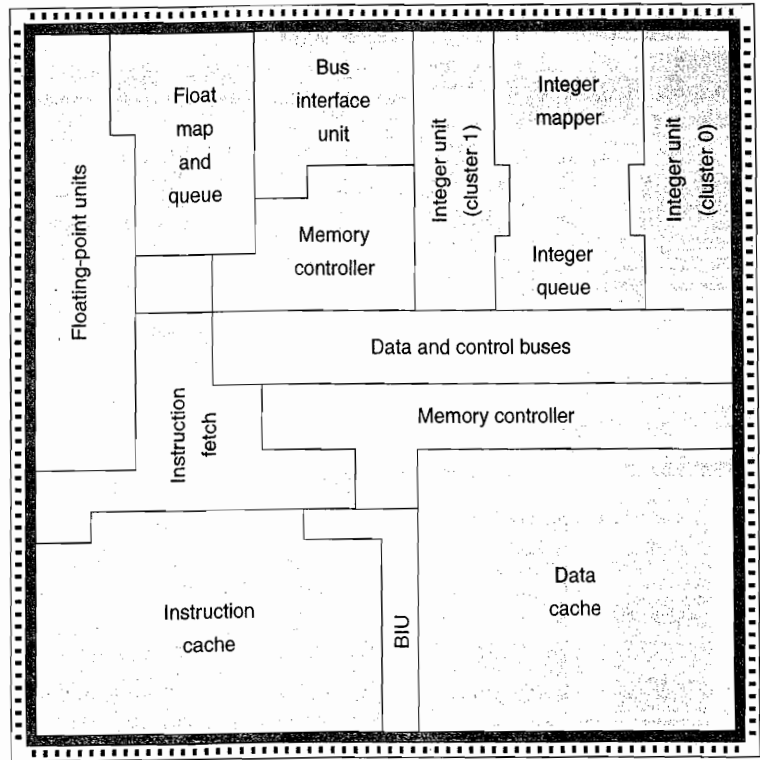 Float
map
and
queue
Bus
interface
unit
Integer unit
(cluster 1)
Integer
mapper
Integer unit
(cluster 0)
Floating-point units
Memory
controller
Integer
queue
Data and control buses
Instruction
fetch
Memory controller
Instruction
cache
BIU
Data
cache